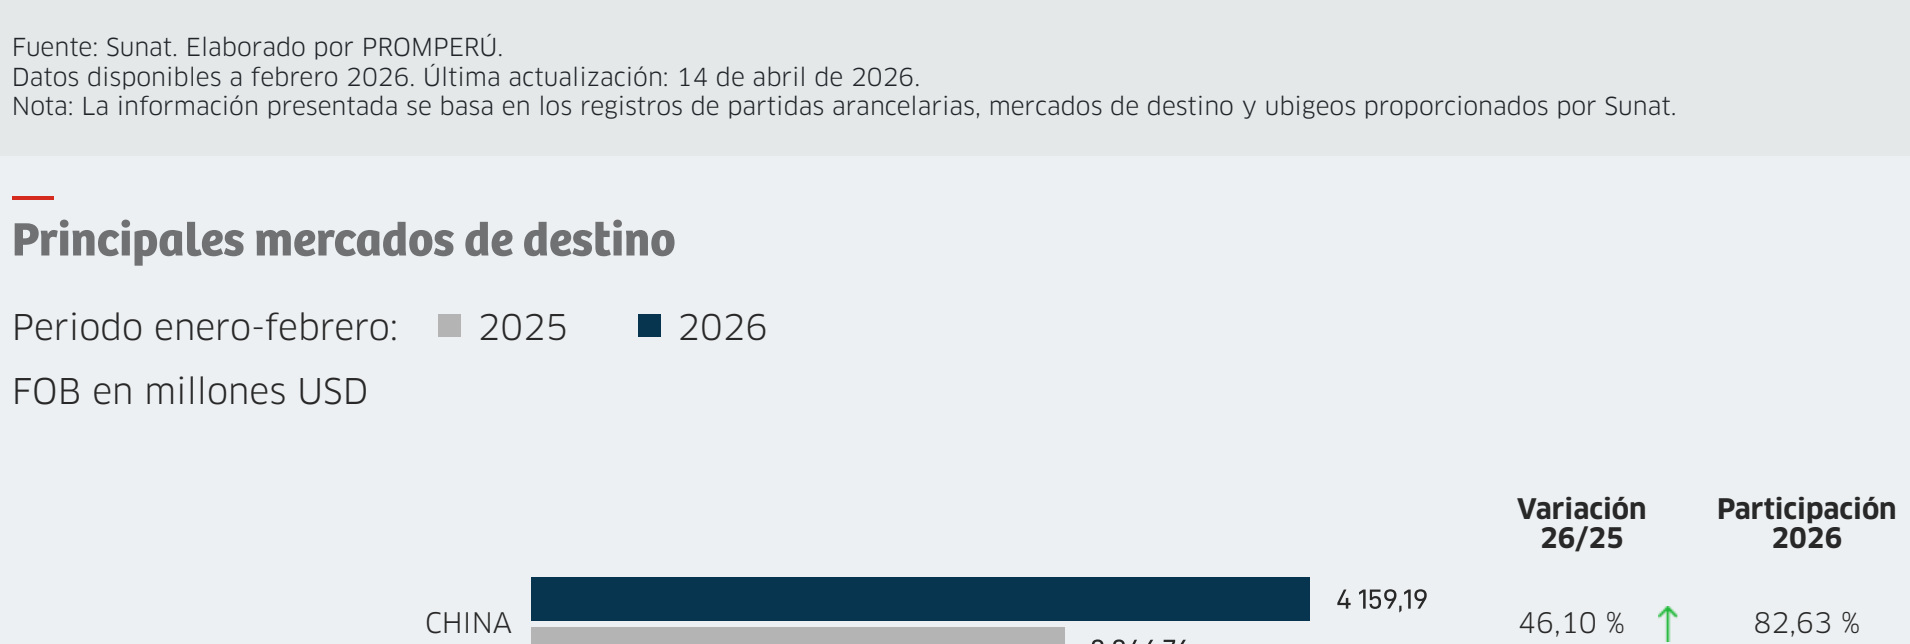 Fuente: Sunat. Elaborado por PROMPERÚ.
Datos disponibles a febrero 2026. Última actualización: 14 de abril de 2026.
Nota: La información presentada se basa en los registros de partidas arancelarias, mercados de destino y ubigeos proporcionados por Sunat.
Principales mercados de destino
Periodo enero-febrero: 2025 2026
FOB en millones USD
Variación 26/25
Participación 2026
CHINA 4 159,19 46,10 % 82,63 %